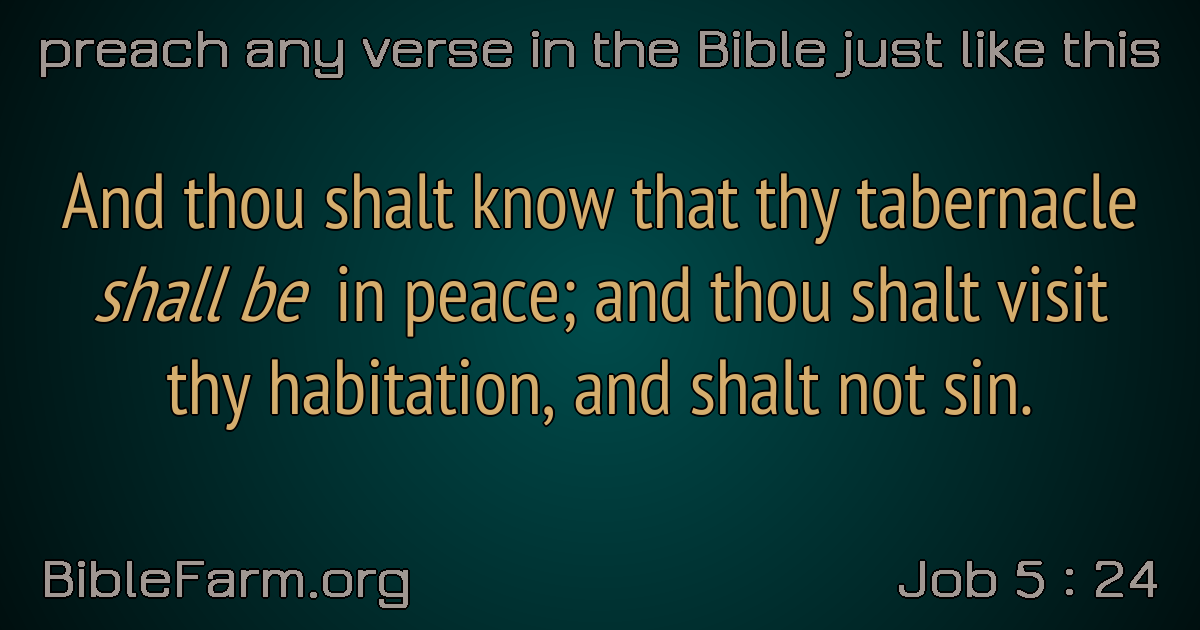 preach any verse in the Bible just like this
And thou shalt know that thy tabernacle
shall be in peace; and thou shalt visit
thy habitation, and shalt not sin.
BibleFarm.org
Job 5 : 24